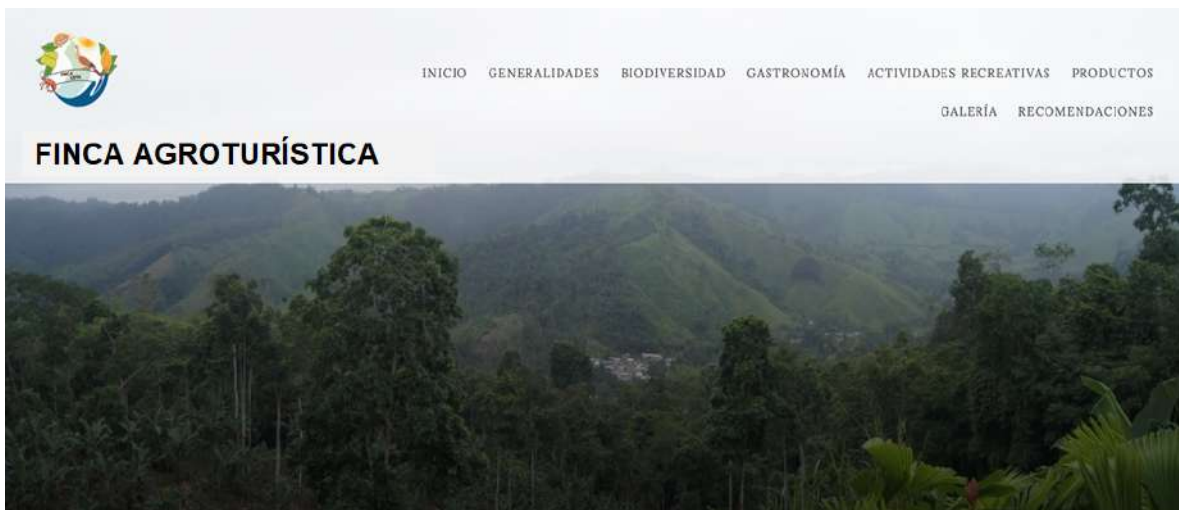 INICIO GENERALIDADES BIODIVERSIDAD GASTRONOMÍA ACTIVIDADES RECREATIVAS PRODUCTOS
GALERÍA RECOMENDACIONES
FINCA AGROTURÍSTICA